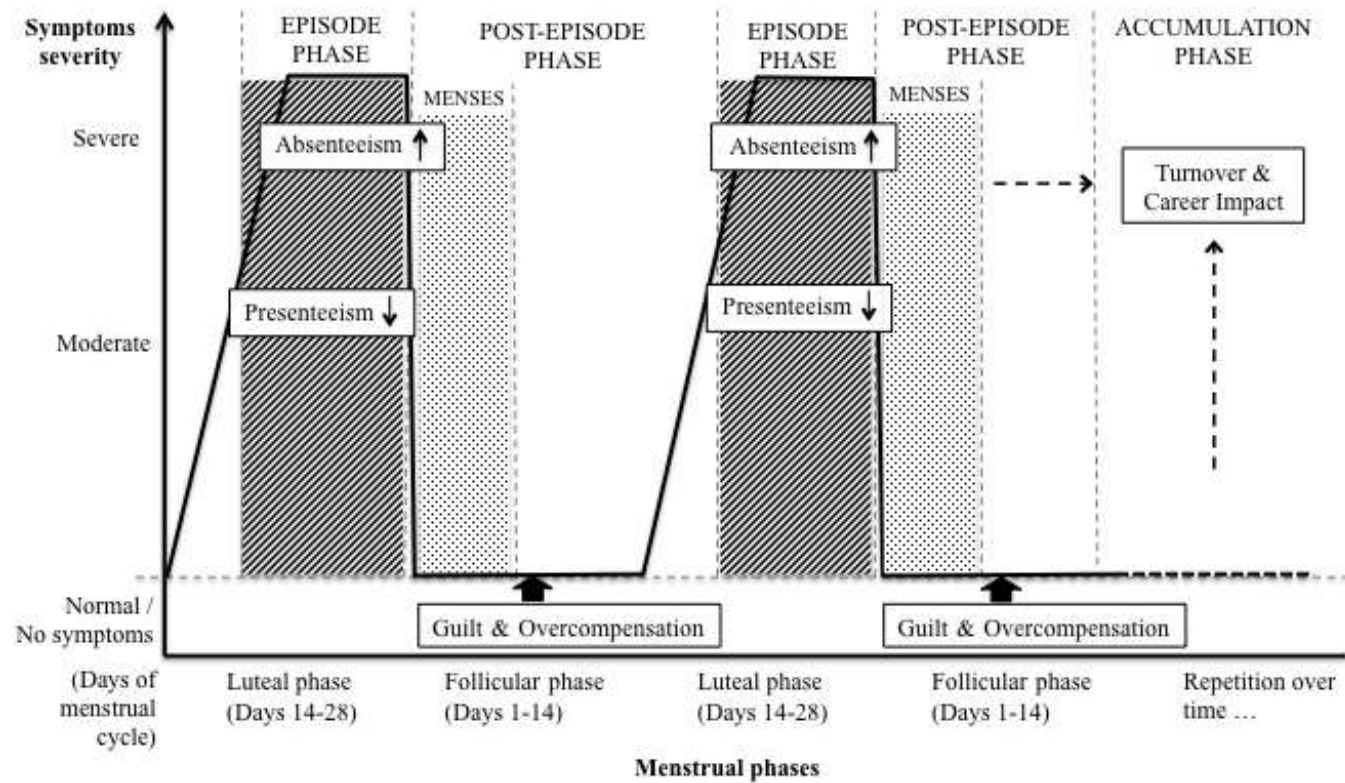 Symptoms
severity
EPISODE
PHASE
POST-EPISODE
PHASE
EPISODE
PHASE
POST-EPISODE
PHASE
ACCUMULATION
PHASE
MENSES
MENSES
Severe
Absenteeism
Absenteeism
Turnover &
Career Impact
Presenteeism
Presenteeism
Moderate
Normal /
No symptoms
Guilt & Overcompensation
Guilt & Overcompensation
(Days of
menstrual
cycle)
Luteal phase
(Days 14-28)
Follicular phase
(Days 1-14)
Luteal phase
(Days 14-28)
Follicular phase
(Days 1-14)
Repetition over
time …
Menstrual phases